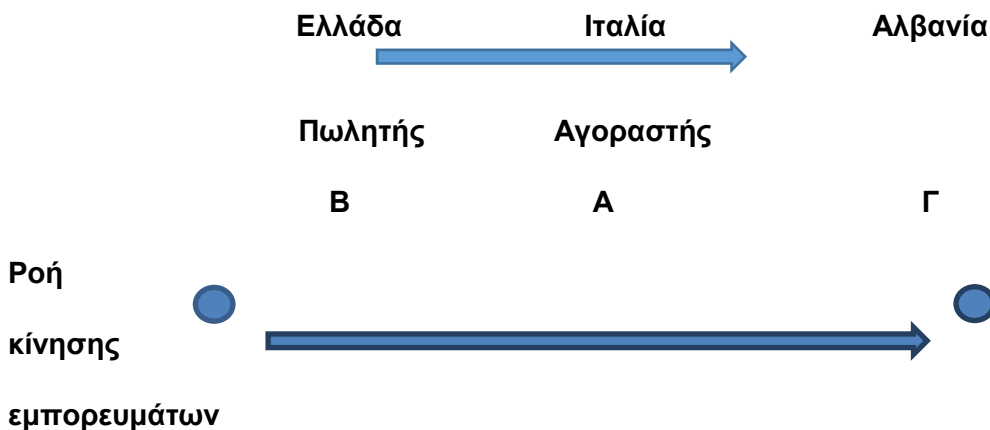 Ελλάδα Ιταλία Αλβανία
Πωλητής Αγοραστής
Β Α Γ
Ροή
κίνησης
εμπορευμάτων